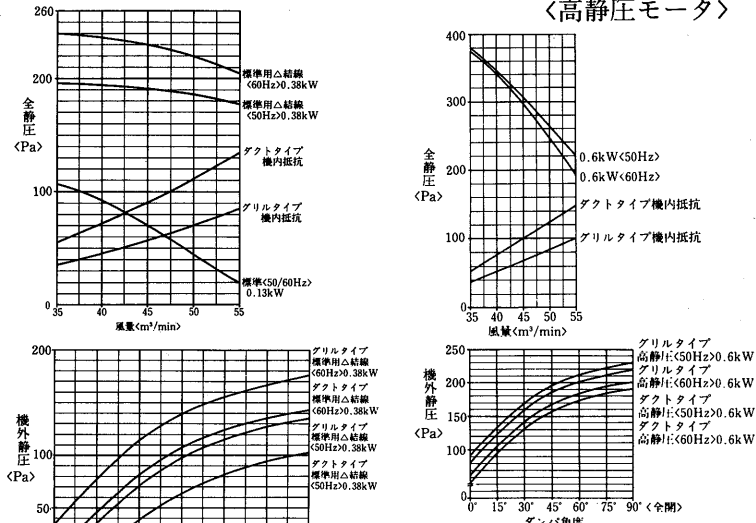 〈高静圧モータ〉
260
200
100
0
全
静
圧
〈Pa〉
標準用△結線
<60Hz>0.38kW
標準用△結線
<50Hz>0.38kW
ダクトタイプ
機内抵抗
グリルタイプ
機内抵抗
標準<50/60Hz>
0.13kW
35 40 45 50 55
風量<m³/min>
400
300
200
100
0
全
静
圧
〈Pa〉
0.6kW<50Hz>
0.6kW<60Hz>
ダクトタイプ機内抵抗
グリルタイプ機内抵抗
35 40 45 50 55
風量<m³/min>
200
100
50
機
外
静
圧
〈Pa〉
グリルタイプ
標準用△結線
<60Hz>0.38kW
ダクトタイプ
標準用△結線
<60Hz>0.38kW
グリルタイプ
標準用△結線
<50Hz>0.38kW
ダクトタイプ
標準用△結線
<50Hz>0.38kW
250
200
150
100
0
機
外
静
圧
〈Pa〉
グリルタイプ
高静圧<50Hz>0.6kW
グリルタイプ
高静圧<60Hz>0.6kW
ダクトタイプ
高静圧<50Hz>0.6kW
ダクトタイプ
高静圧<60Hz>0.6kW
0° 15° 30° 45° 60° 75° 90° <全開>
ダンパ角度